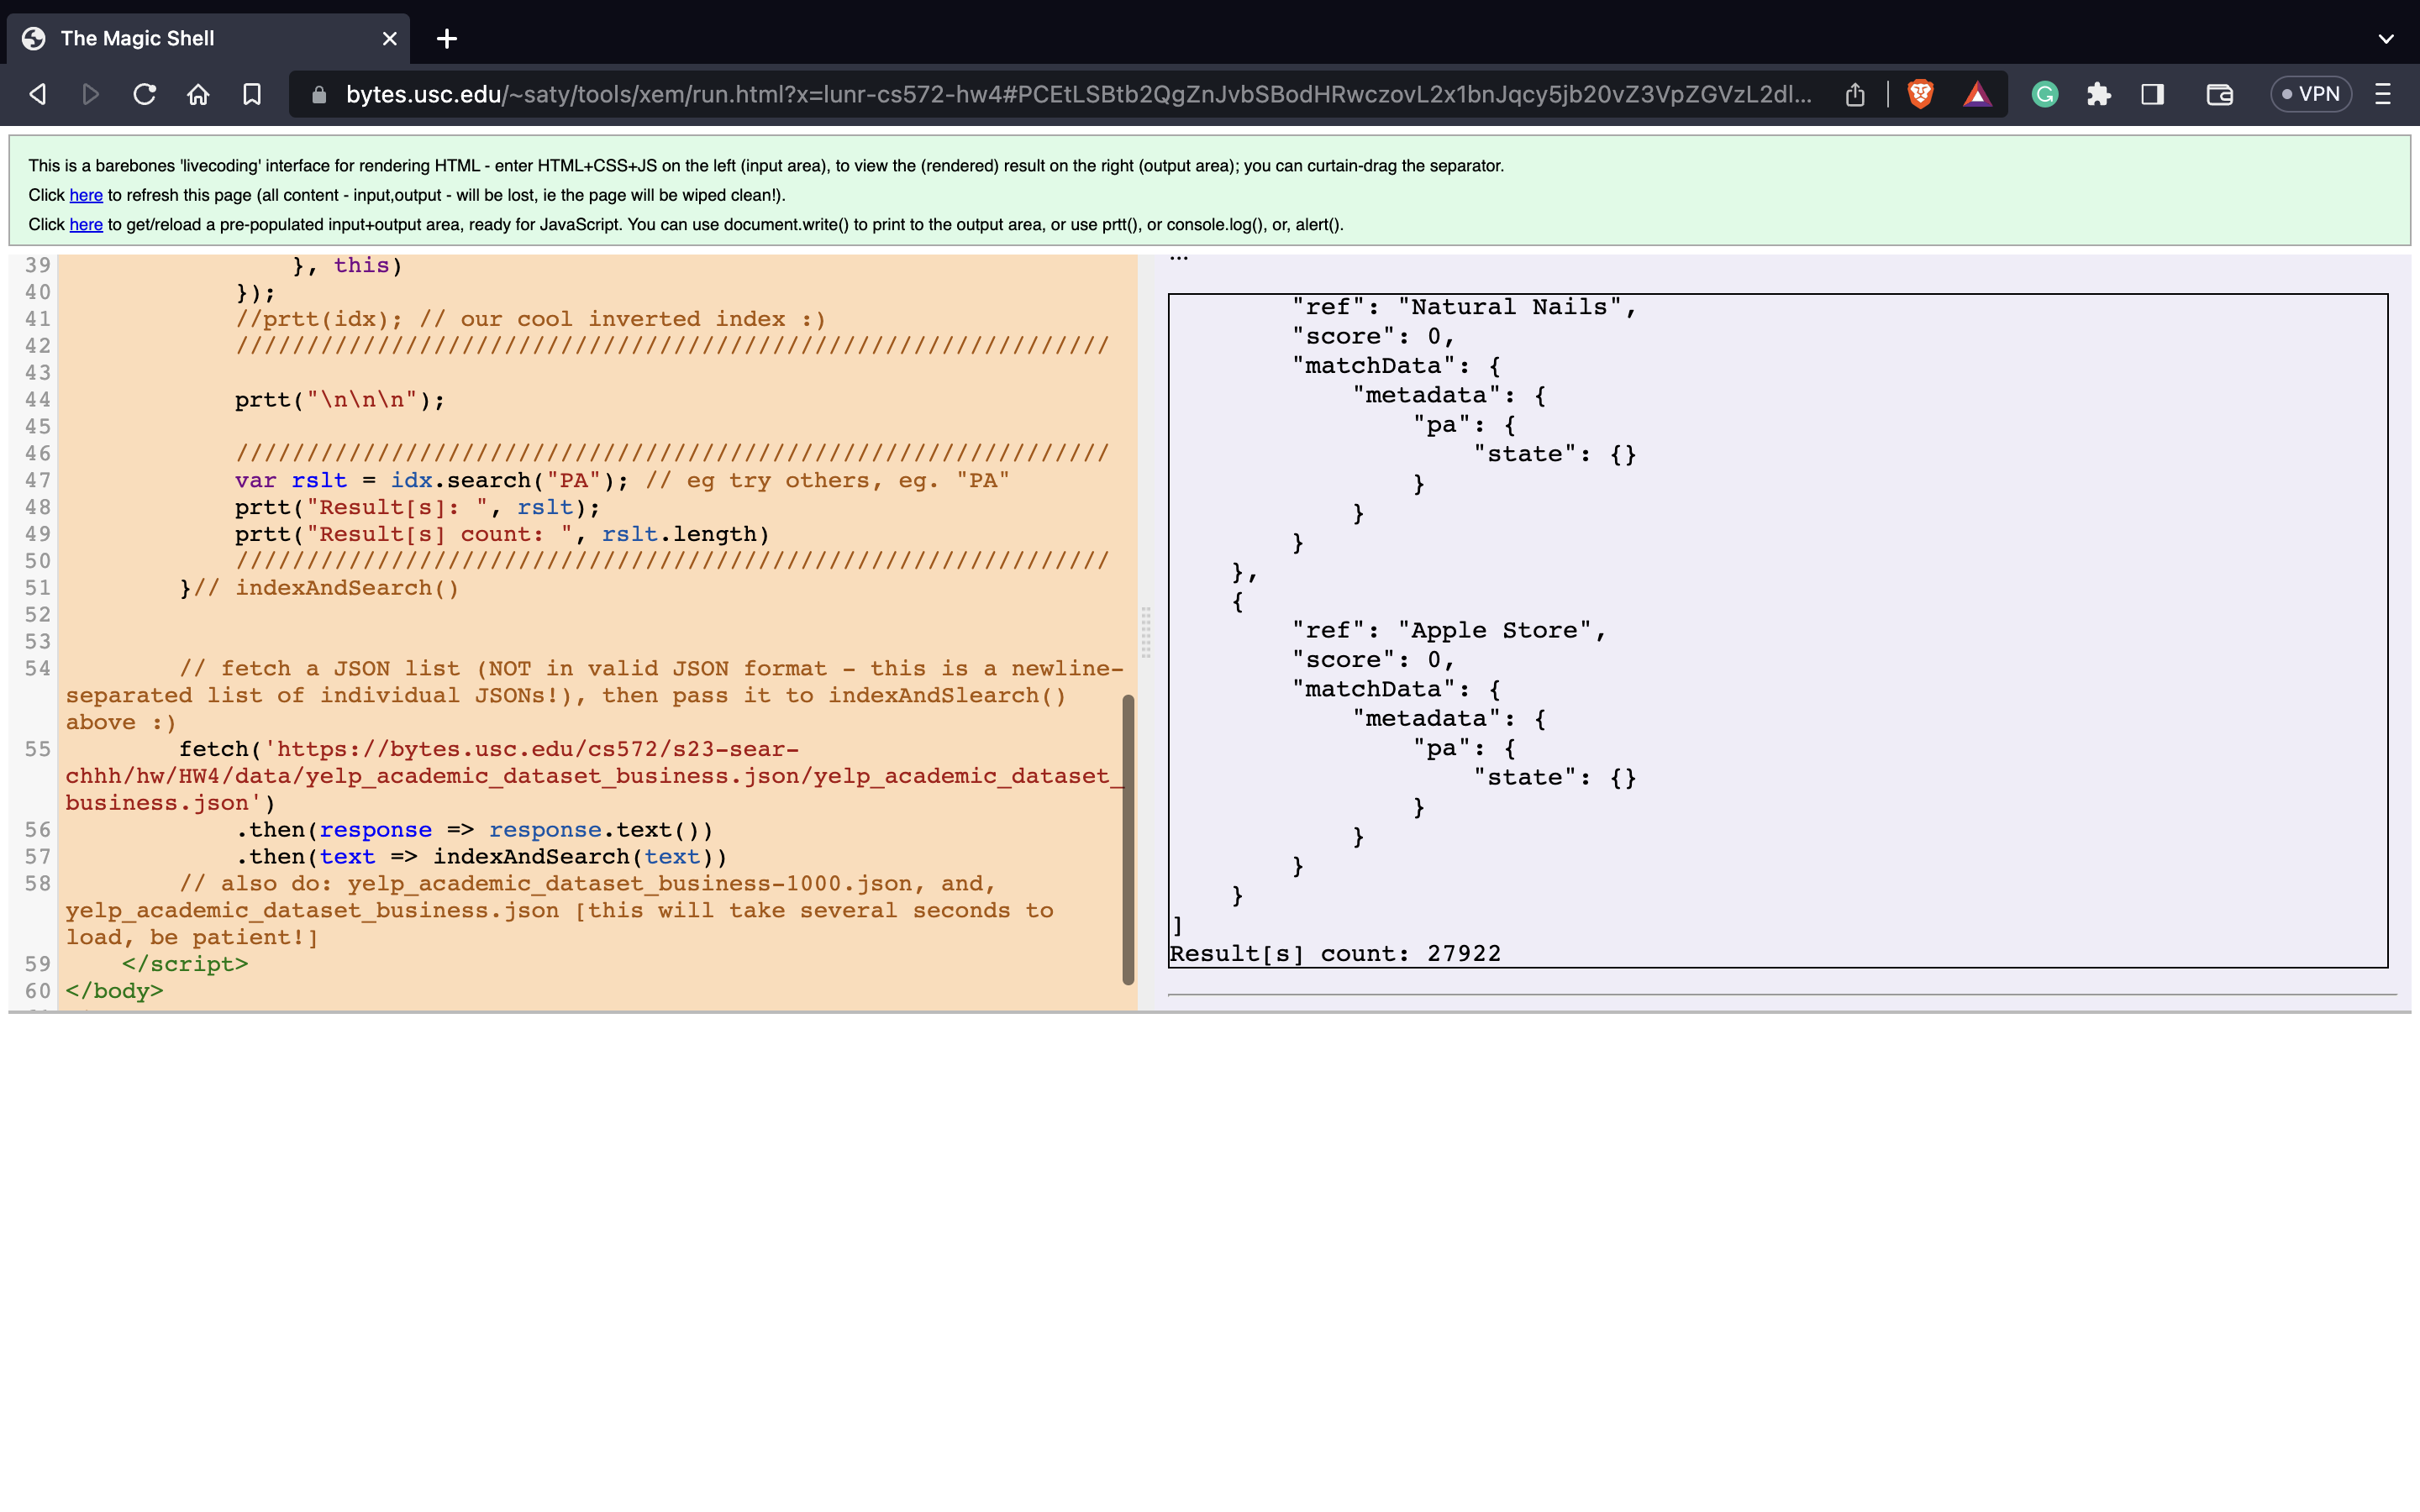 The Magic Shell
bytes.usc.edu/~saty/tools/xem/run.html?x=lunr-cs572-hw4#PCEtLSBtb2QgZnJvbSBodHRwczovL2x1bnJqcy5jb20vZ3VpZGVzL2dl...
VPN
This is a barebones 'livecoding' interface for rendering HTML - enter HTML+CSS+JS on the left (input area), to view the (rendered) result on the right (output area); you can curtain-drag the separator.
Click here to refresh this page (all content - input,output - will be lost, ie the page will be wiped clean!).
Click here to get/reload a pre-populated input+output area, ready for JavaScript. You can use document.write() to print to the output area, or use prtt(), or console.log(), or, alert().
39 }, this)
40 });
41 //prtt(idx); // our cool inverted index :)
42 //////////////////////////////////////////////////////////////
43
44 prtt("\n\n\n");
45
46 //////////////////////////////////////////////////////////////
47 var rslt = idx.search("PA"); // eg try others, eg. "PA"
48 prtt("Result[s]: ", rslt);
49 prtt("Result[s] count: ", rslt.length)
50 //////////////////////////////////////////////////////////////
51 }// indexAndSearch()
52
53
54 // fetch a JSON list (NOT in valid JSON format - this is a newline-
separated list of individual JSONs!), then pass it to indexAndSlearch()
above :)
55 fetch('https://bytes.usc.edu/cs572/s23-sear-
chhh/hw/HW4/data/yelp_academic_dataset_business.json/yelp_academic_dataset_
business.json')
56 .then(response => response.text())
57 .then(text => indexAndSearch(text))
58 // also do: yelp_academic_dataset_business-1000.json, and,
yelp_academic_dataset_business.json [this will take several seconds to
load, be patient!]
59 </script>
60 </body>
...
"ref": "Natural Nails",
"score": 0,
"matchData": {
"metadata": {
"pa": {
"state": {}
}
}
}
},
{
"ref": "Apple Store",
"score": 0,
"matchData": {
"metadata": {
"pa": {
"state": {}
}
}
}
}
]
Result[s] count: 27922